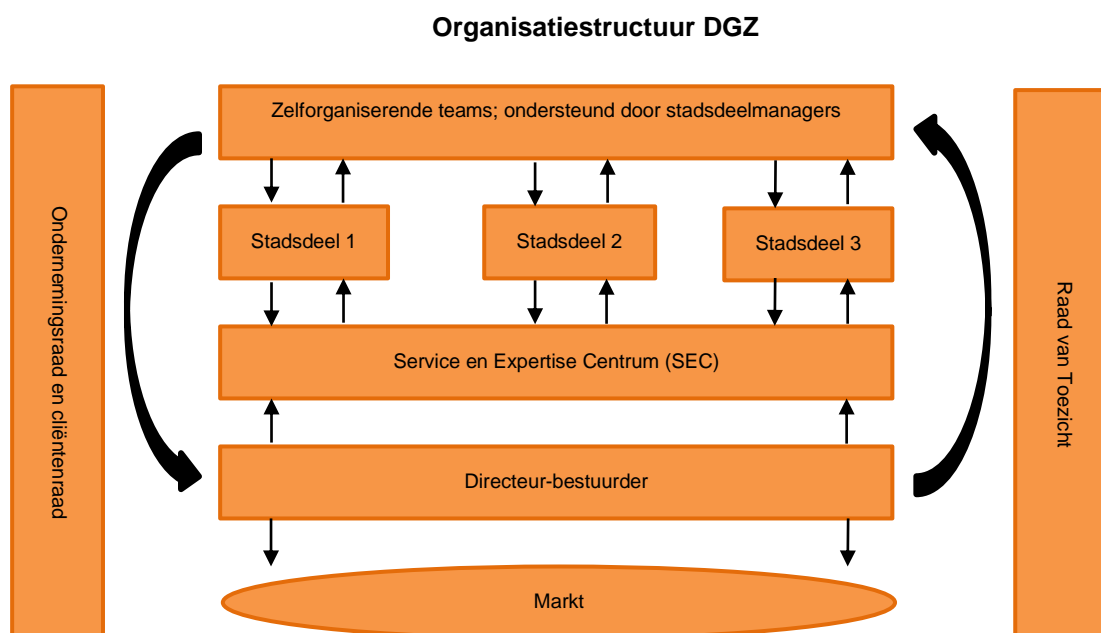 Organisatiestructuur DGZ
Ondernemingsraad en cliëntenraad
Zelforganiserende teams; ondersteund door stadsdeelmanagers
Stadsdeel 1
Stadsdeel 2
Stadsdeel 3
Service en Expertise Centrum (SEC)
Directeur-bestuurder
Markt
Raad van Toezicht